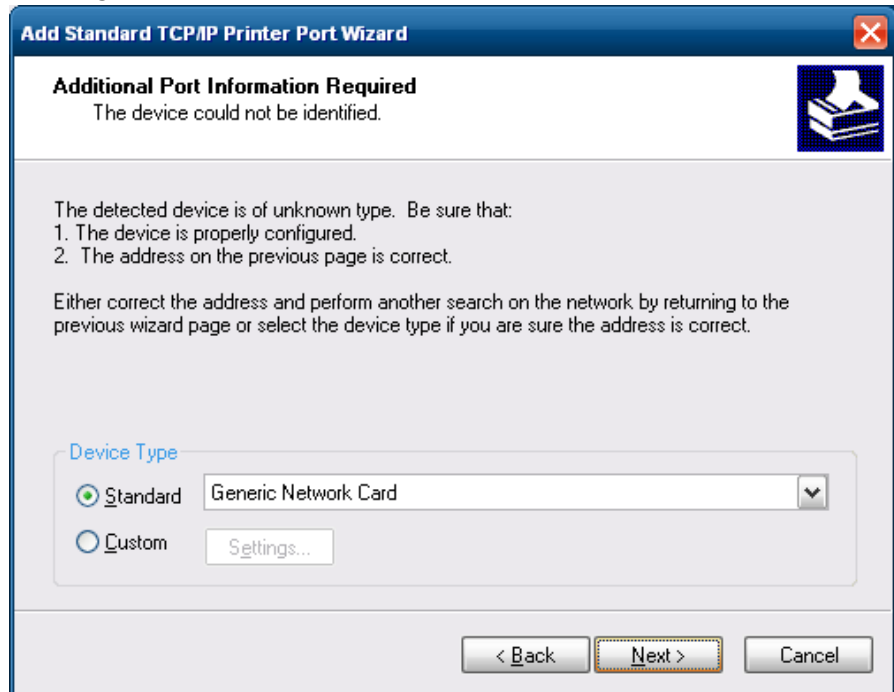 Add Standard TCP/IP Printer Port Wizard
Additional Port Information Required
The device could not be identified.
The detected device is of unknown type.  Be sure that:
1. The device is properly configured.
2.  The address on the previous page is correct.
Either correct the address and perform another search on the network by returning to the
previous wizard page or select the device type if you are sure the address is correct.
Device Type
Standard Generic Network Card
Custom Settings...
< Back Next > Cancel